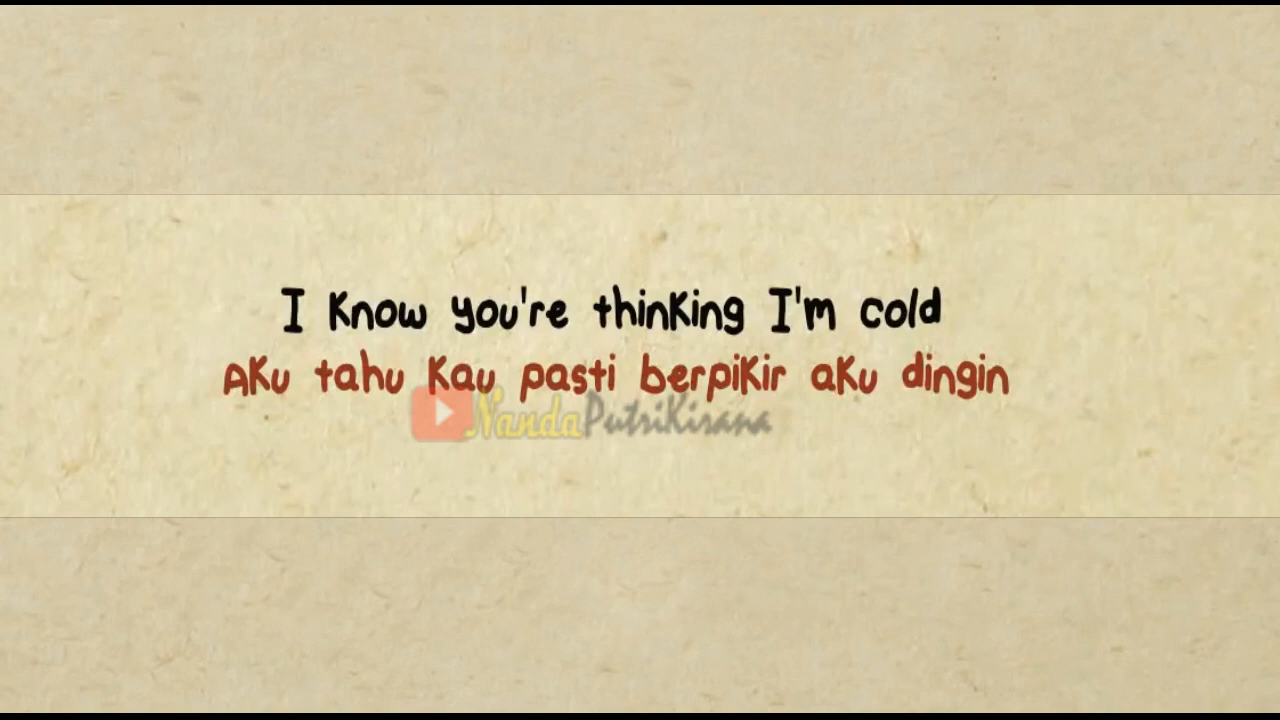 I know you're thinking I'm cold
Aku tahu kau pasti berpikir aku dingin
NandaPutriKirana